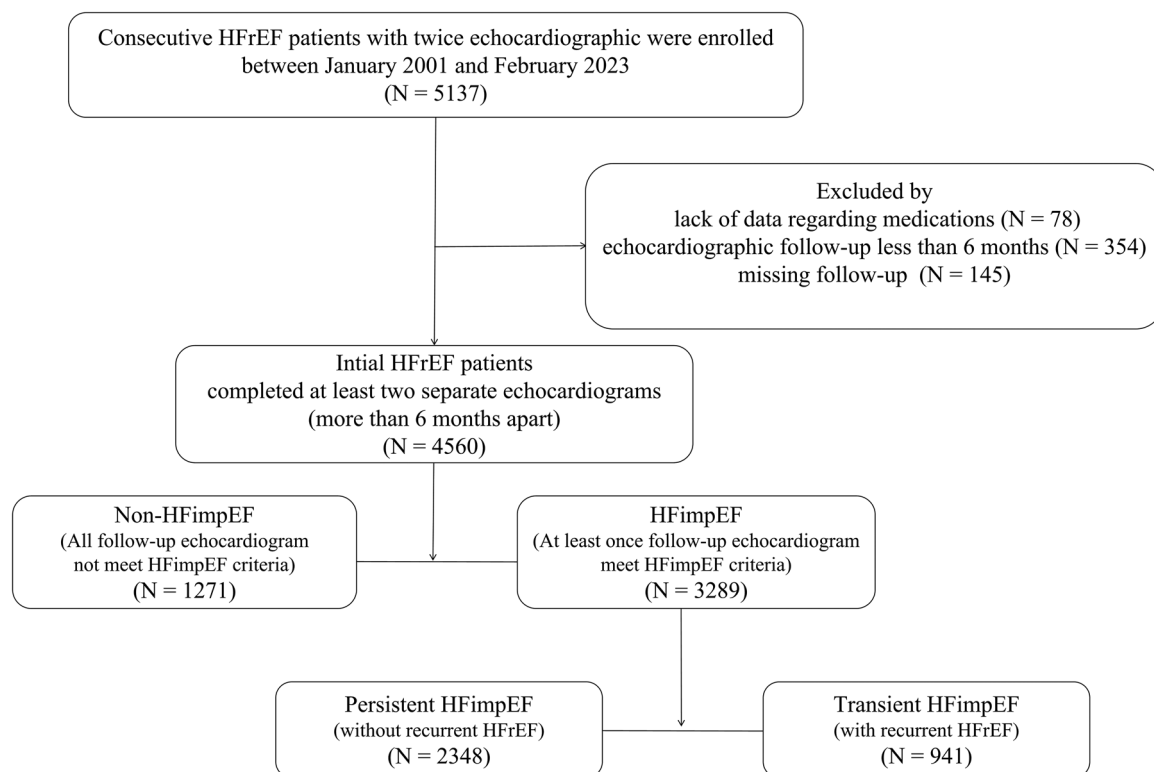 Consecutive HFrEF patients with twice echocardiographic were enrolled
between January 2001 and February 2023
(N = 5137)
Excluded by
lack of data regarding medications (N = 78)
echocardiographic follow-up less than 6 months (N = 354)
missing follow-up (N = 145)
Intial HFrEF patients
completed at least two separate echocardiograms
(more than 6 months apart)
(N = 4560)
Non-HFimpEF
(All follow-up echocardiogram
not meet HFimpEF criteria)
(N = 1271)
HFimpEF
(At least once follow-up echocardiogram
meet HFimpEF criteria)
(N = 3289)
Persistent HFimpEF
(without recurrent HFrEF)
(N = 2348)
Transient HFimpEF
(with recurrent HFrEF)
(N = 941)